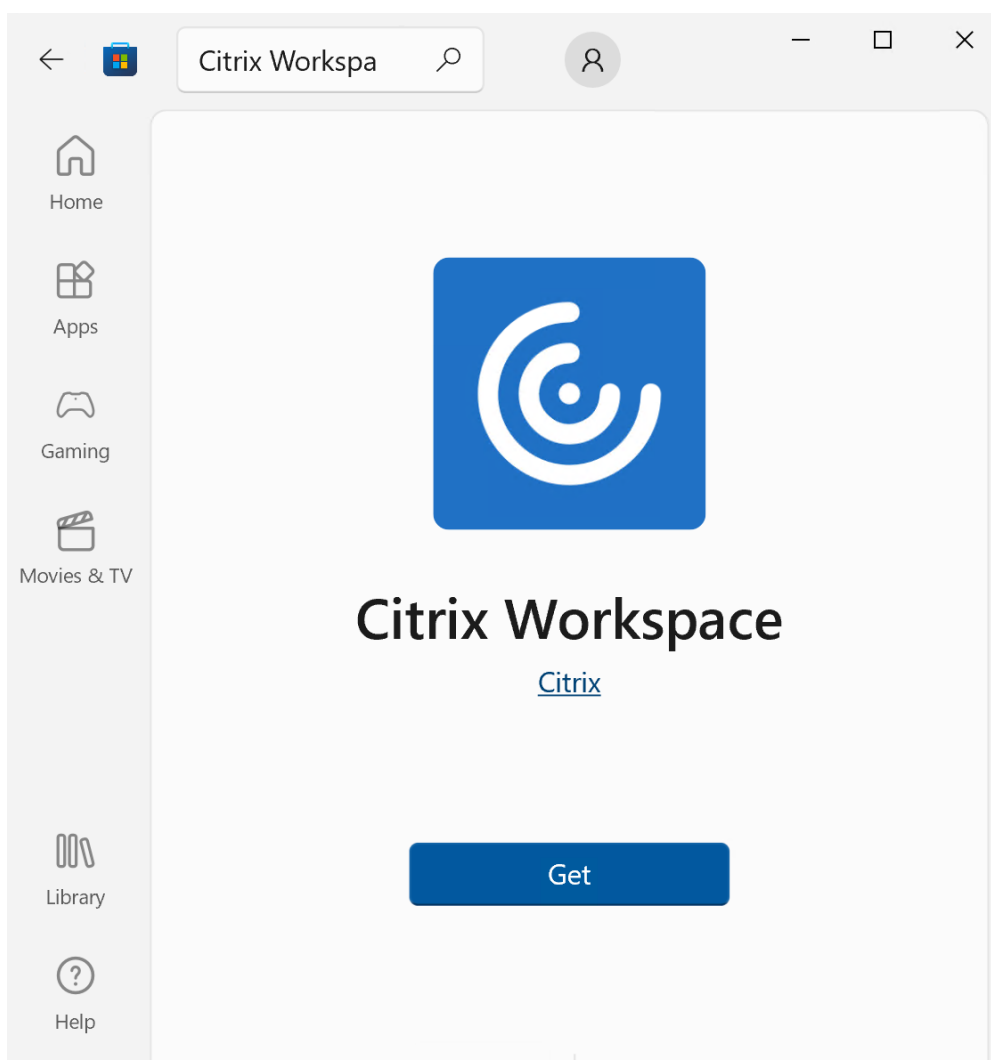 Citrix Workspa
Home
Apps
Gaming
Movies & TV
Citrix Workspace
Citrix
Get
Library
Help